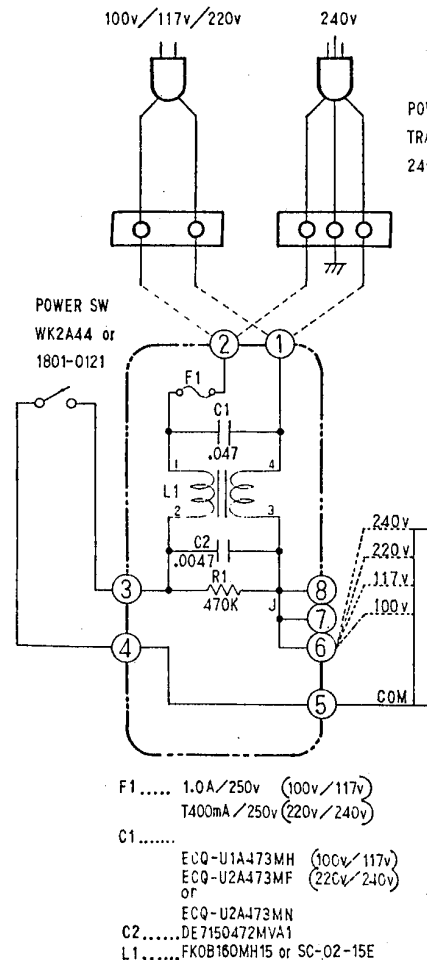 100v/117v/220v
240v
POW
TRA
24
POWER SW
WK2A44 or
1801-0121
2
1
F1
C1
.047
1
4
L1
2
3
C2
.0047
R1
470K
J
3
8
7
6
4
5
240v
220v
117v
100v
COM
F1..... 1.0A/250v (100v/117v)
T400mA/250v (220v/240v)
C1.......
ECQ-U1A473MH (100v/117v)
ECQ-U2A473MF (220v/240v)
or
ECQ-U2A473MN
C2......DE7150472MVA1
L1......FKOB160MH15 or SC-02-15E